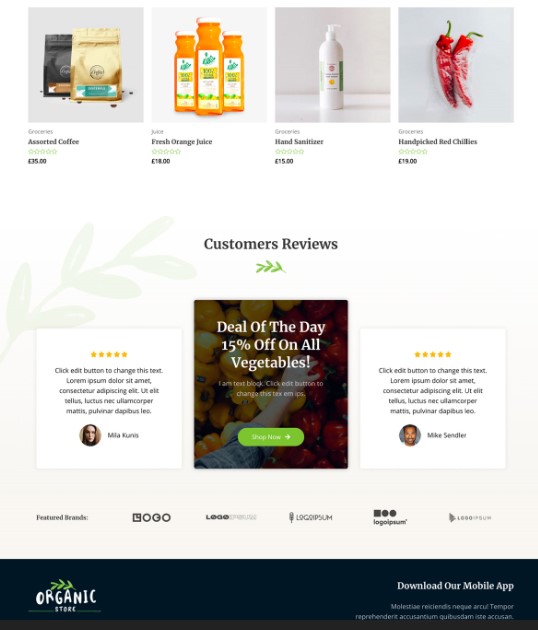 Groceries
Assorted Coffee
£35.00
Juice
Fresh Orange Juice
£18.00
Groceries
Hand Sanitizer
£15.00
Groceries
Handpicked Red Chillies
£19.00
Customers Reviews
Click edit button to change this text.
Lorem ipsum dolor sit amet,
consectetur adipiscing elit. Ut elit
tellus, luctus nec ullamcorper
mattis, pulvinar dapibus leo.
Mila Kunis
Deal Of The Day
15% Off On All
Vegetables!
I am text block. Click edit button to
change this tex em ips.
Shop Now
Click edit button to change this text.
Lorem ipsum dolor sit amet,
consectetur adipiscing elit. Ut elit
tellus, luctus nec ullamcorper
mattis, pulvinar dapibus leo.
Mike Sendler
Featured Brands:
LOGO
LOGOIPSUM
LOGOIPSUM
logoipsum
LOGOIPSUM
ORGANIC
STORE
Download Our Mobile App
Molestiae reiciendis neque arcu! Tempor
reprehenderit accusantium quibusdam iste accusan.